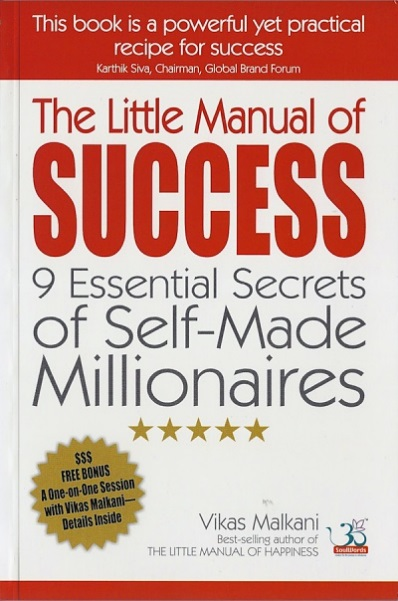 This book is a powerful yet practical
recipe for success
Karthik Siva, Chairman, Global Brand Forum
The Little Manual of
SUCCESS
9 Essential Secrets
of Self-Made
Millionaires
$$$
FREE BONUS
A One-on-One Session
with Vikas Malkani—
Details Inside
Vikas Malkani
Best-selling author of
THE LITTLE MANUAL OF HAPPINESS
SoulWords